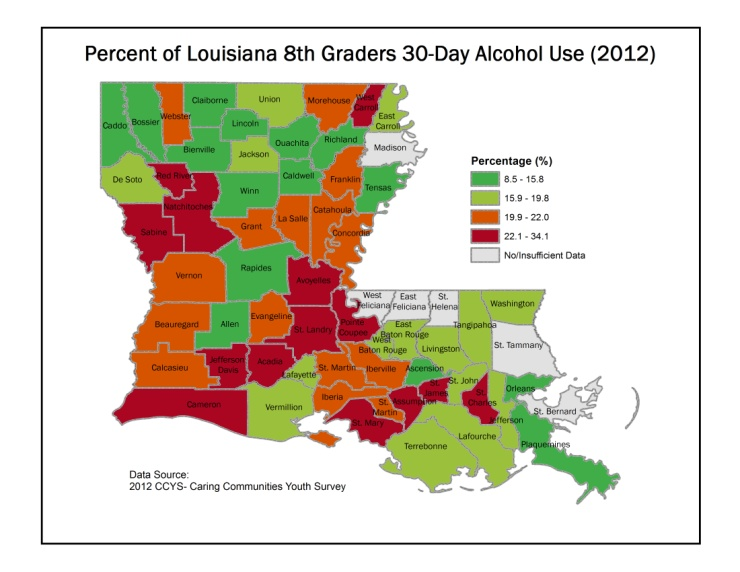 Percent of Louisiana 8th Graders 30-Day Alcohol Use (2012)
Caddo
Bossier
Webster
Claiborne
Union
Morehouse
West
Carroll
East
Carroll
Lincoln
Bienville
Jackson
Ouachita
Richland
Madison
De Soto
Red River
Winn
Caldwell
Franklin
Tensas
Natchitoches
Sabine
Grant
La Salle
Catahoula
Concordia
Vernon
Rapides
Avoyelles
Beauregard
Allen
Evangeline
St. Landry
Pointe
Coupee
West
Feliciana
East
Feliciana
St.
Helena
Washington
Tangipahoa
East
Baton Rouge
West
Baton Rouge
Livingston
St. Tammany
Calcasieu
Jefferson
Davis
Acadia
Lafayette
St. Martin
Iberville
Ascension
St.
James
St. John
St.
Charles
Orleans
St. Bernard
Cameron
Vermillion
Iberia
St.
Martin
Assumption
St. Mary
Terrebonne
Lafourche
Jefferson
Plaquemines
Percentage (%)
8.5 - 15.8
15.9 - 19.8
19.9 - 22.0
22.1 - 34.1
No/Insufficient Data
Data Source:
2012 CCYS- Caring Communities Youth Survey